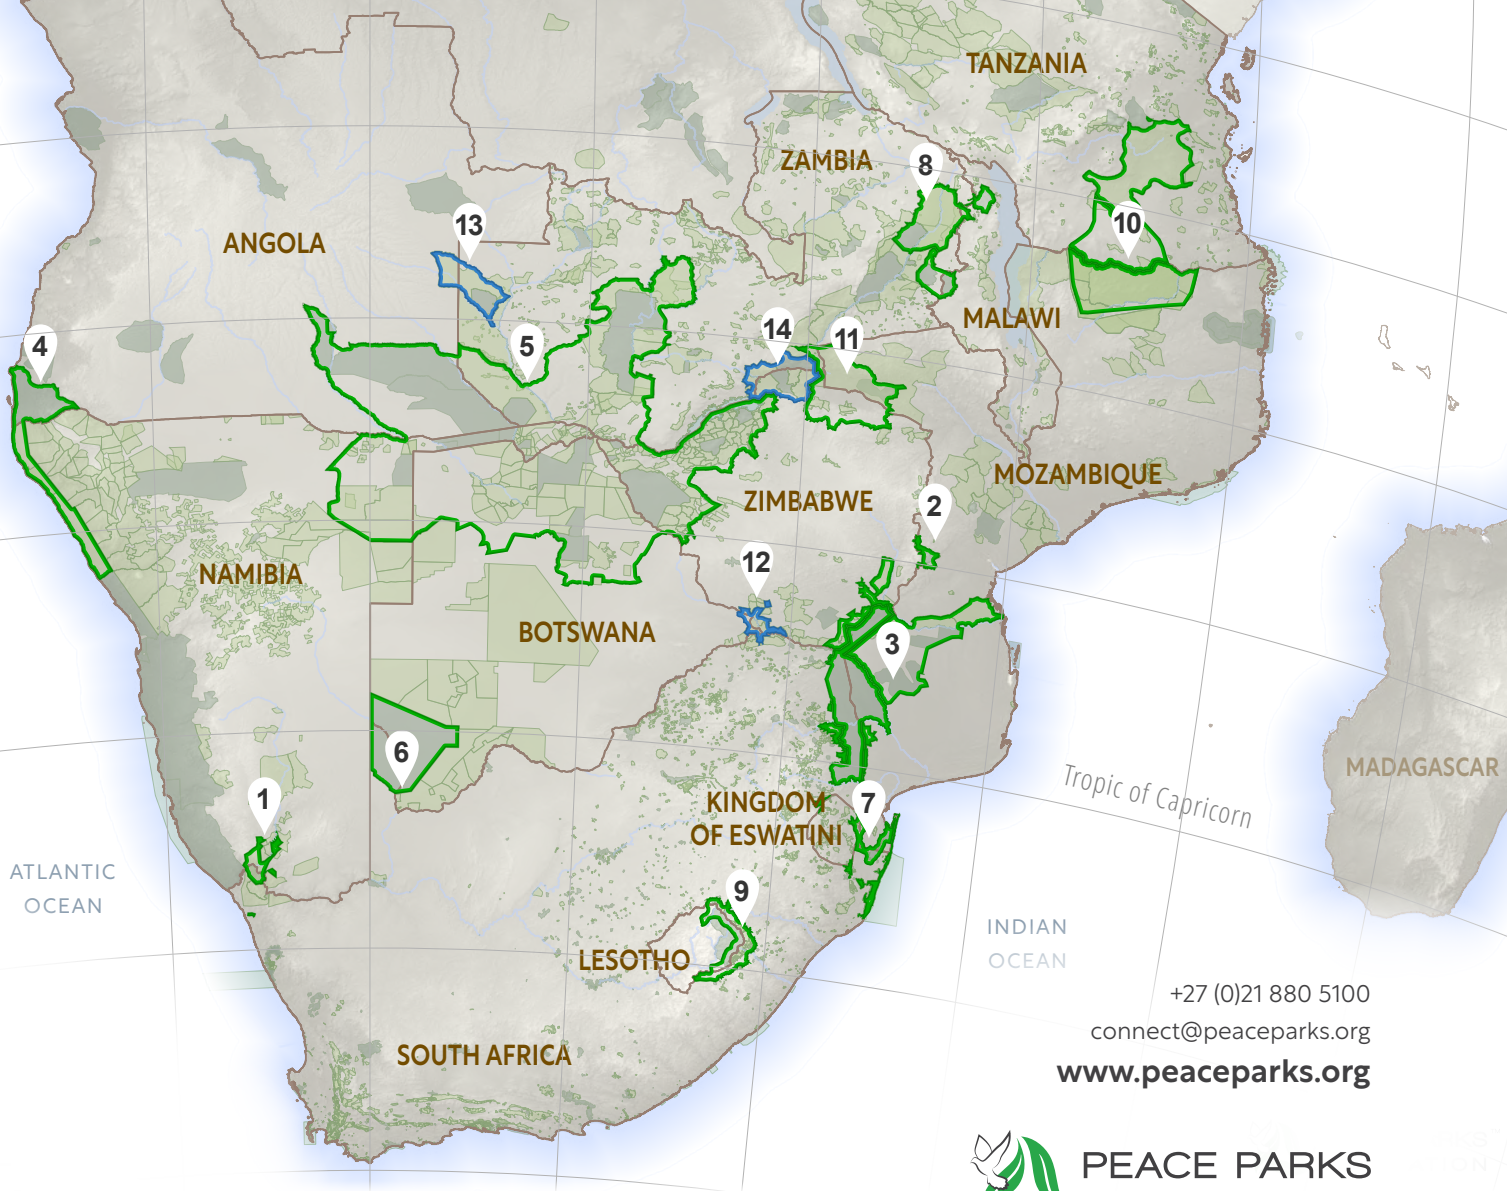 TANZANIA
ZAMBIA
8
10
13
ANGOLA
MALAWI
14
11
4
5
MOZAMBIQUE
ZIMBABWE
2
12
NAMIBIA
BOTSWANA
3
6
MADAGASCAR
Tropic of Capricorn
1
KINGDOM
OF ESWATINI
7
ATLANTIC
OCEAN
9
INDIAN
OCEAN
LESOTHO
+27 (0)21 880 5100
connect@peaceparks.org
SOUTH AFRICA
www.peaceparks.org
PEACE PARKS